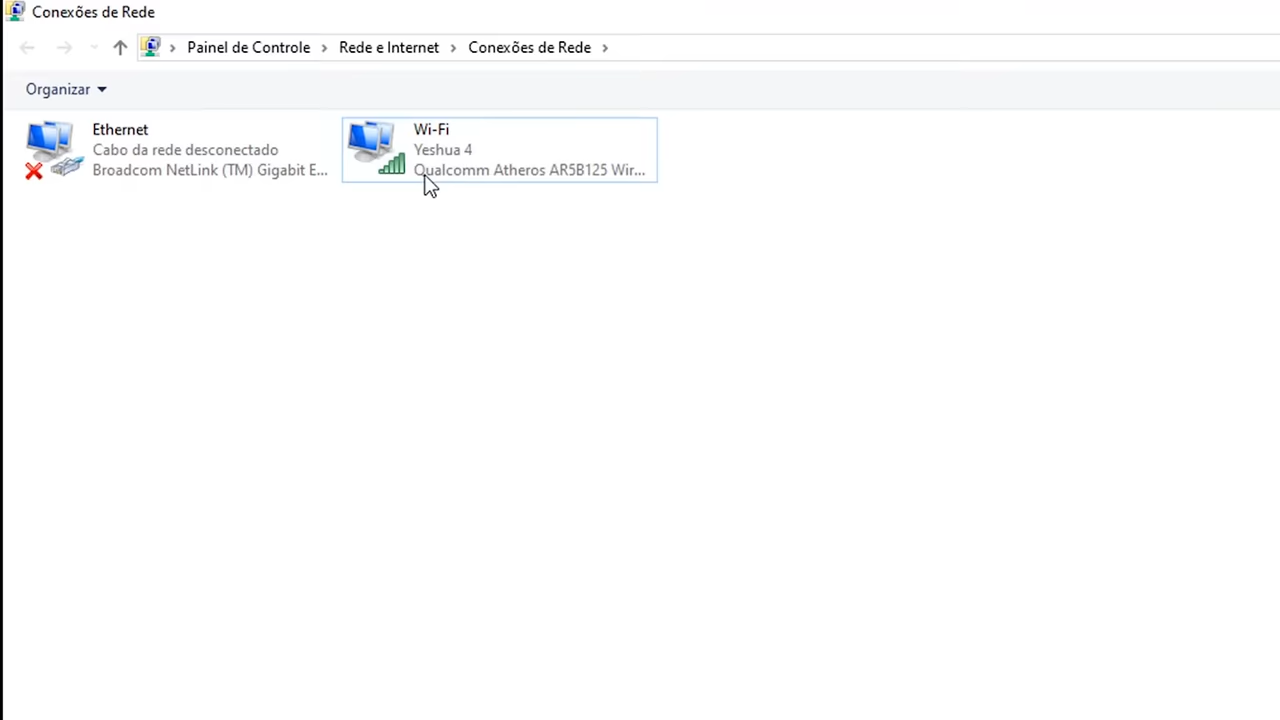 Conexões de Rede
Painel de Controle
Rede e Internet
Conexões de Rede
Organizar
Ethernet
Cabo da rede desconectado
Broadcom NetLink (TM) Gigabit E...
Wi-Fi
Yeshua 4
Qualcomm Atheros AR5B125 Wir...